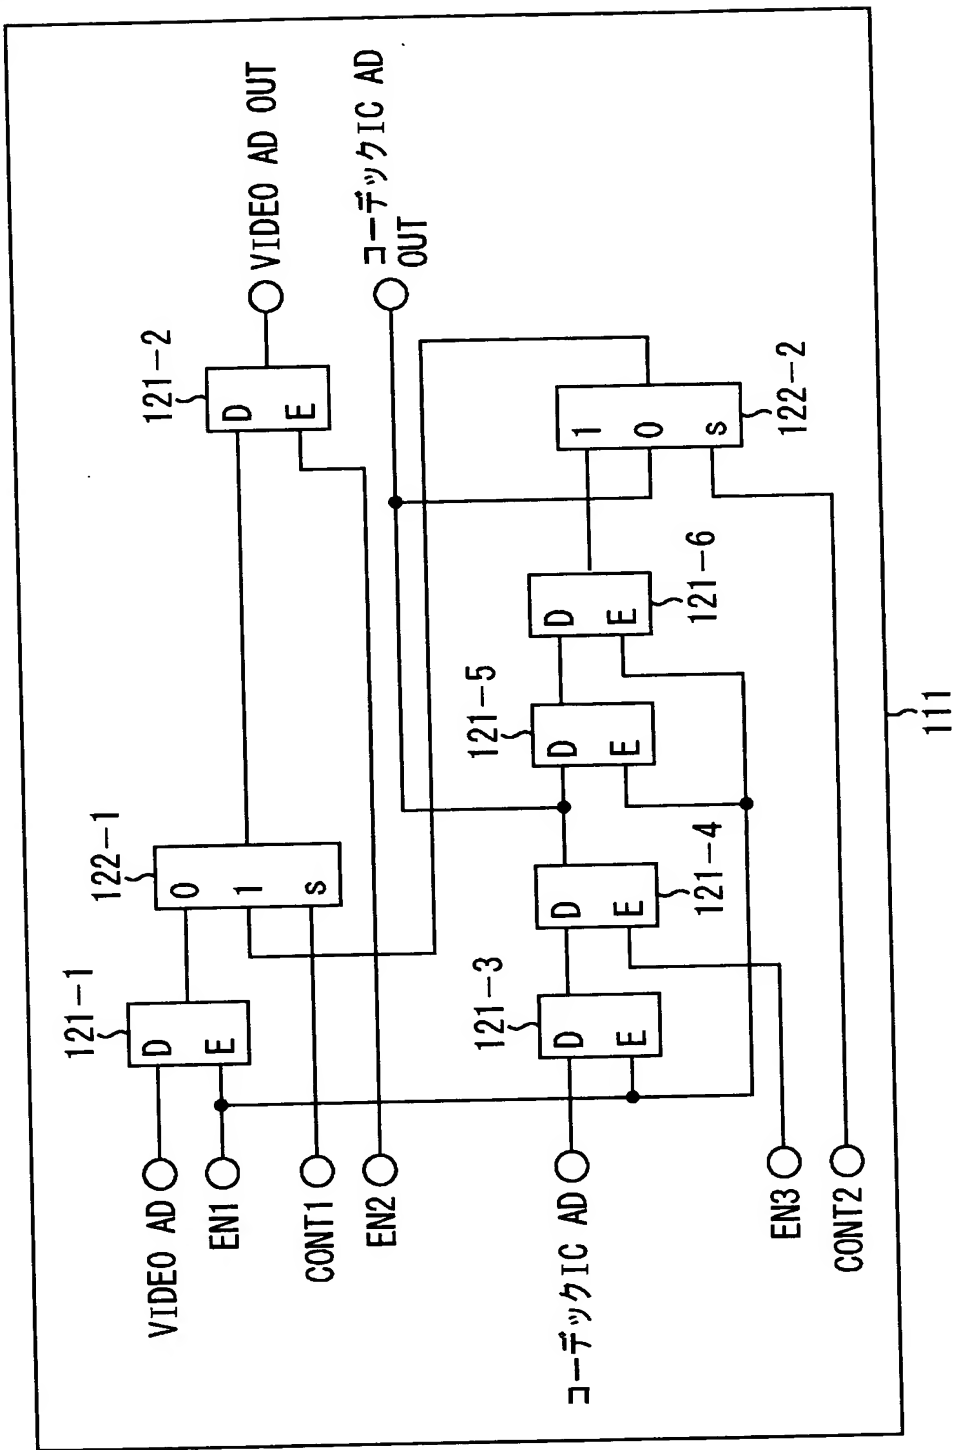 VIDEO AD
EN1
CONT1
EN2
コーデックIC AD
EN3
CONT2
121-1
D
E
122-1
0
1
s
121-2
D
E
VIDEO AD OUT
コーデックIC AD
OUT
121-3
D
E
121-4
D
E
121-5
D
E
121-6
D
E
122-2
1
0
s
111